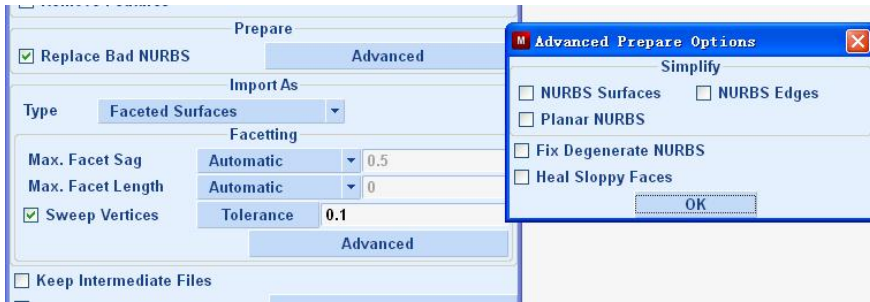 Prepare
Replace Bad NURBS Advanced
Import As
Type Faceted Surfaces
Facetting
Max. Facet Sag Automatic 0.5
Max. Facet Length Automatic 0
Sweep Vertices Tolerance 0.1
Advanced
Keep Intermediate Files
M Advanced Prepare Options
Simplify
NURBS Surfaces NURBS Edges
Planar NURBS
Fix Degenerate NURBS
Heal Sloppy Faces
OK